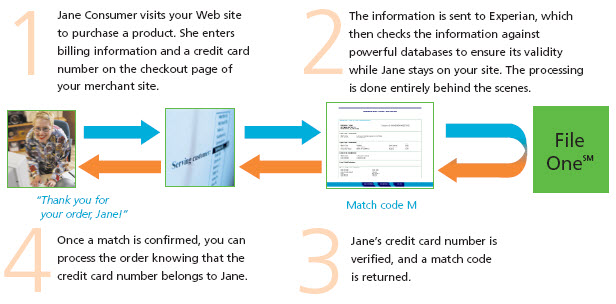 1
Jane Consumer visits your Web site
to purchase a product. She enters
billing information and a credit card
number on the checkout page of
your merchant site.
2
The information is sent to Experian, which
then checks the information against
powerful databases to ensure its validity
while Jane stays on your site. The processing
is done entirely behind the scenes.
Serving consumer
File
One℠
"Thank you for
your order, Jane!"
Match code M
4
Once a match is confirmed, you can
process the order knowing that the
credit card number belongs to Jane.
3
Jane's credit card number is
verified, and a match code
is returned.